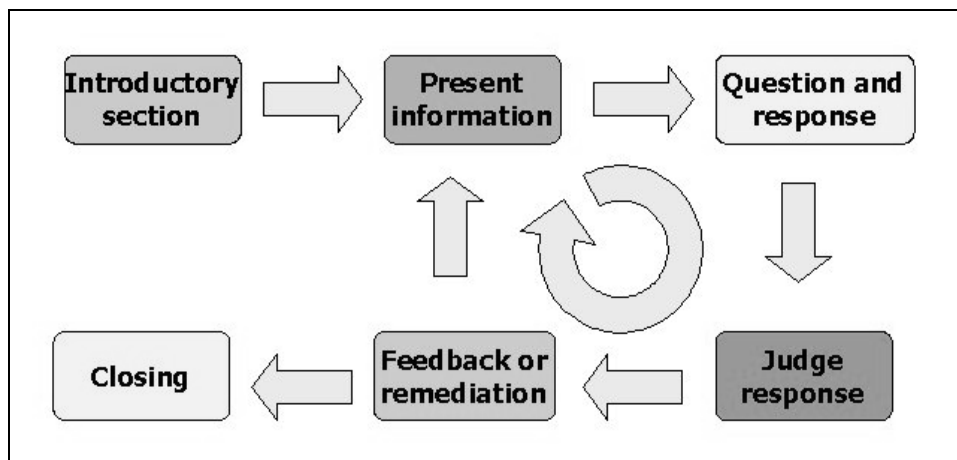 Introductory
section
Present
information
Question and
response
Closing
Feedback or
remediation
Judge
response